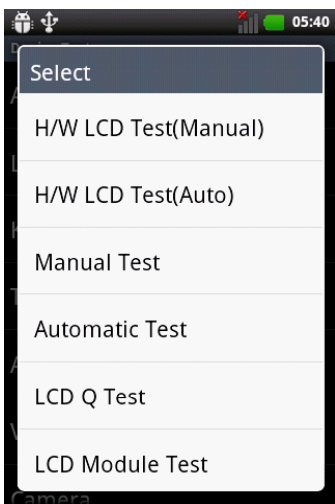 05:40
Select
H/W LCD Test(Manual)
H/W LCD Test(Auto)
Manual Test
Automatic Test
LCD Q Test
LCD Module Test
Camera